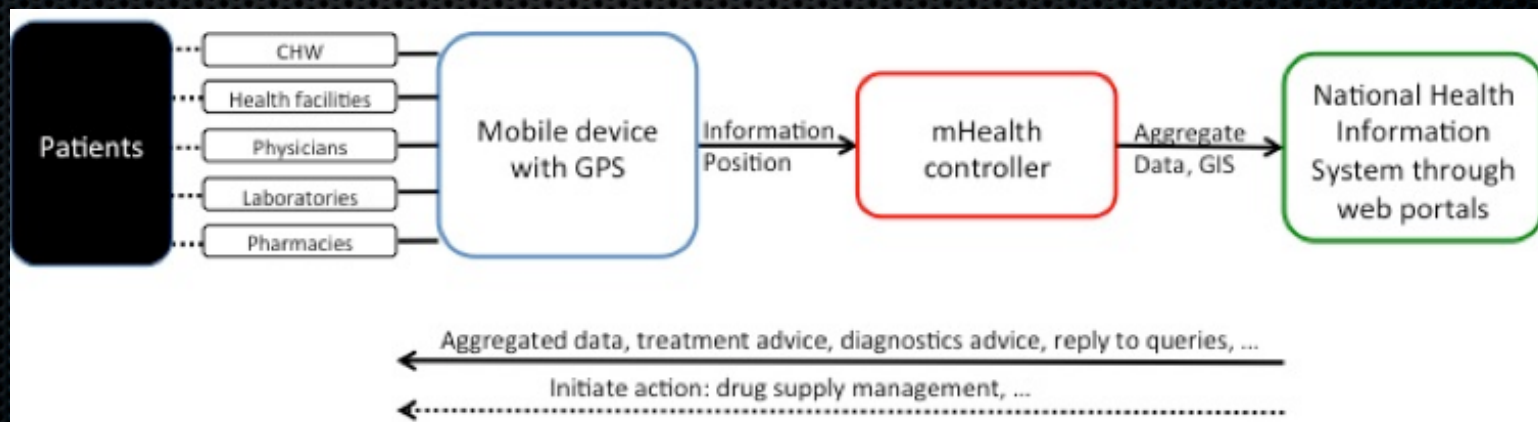 Patients
CHW
Health facilities
Physicians
Laboratories
Pharmacies
Mobile device
with GPS
Information
Position
mHealth
controller
Aggregate
Data, GIS
National Health
Information
System through
web portals
Aggregated data, treatment advice, diagnostics advice, reply to queries, ...
Initiate action: drug supply management, ...